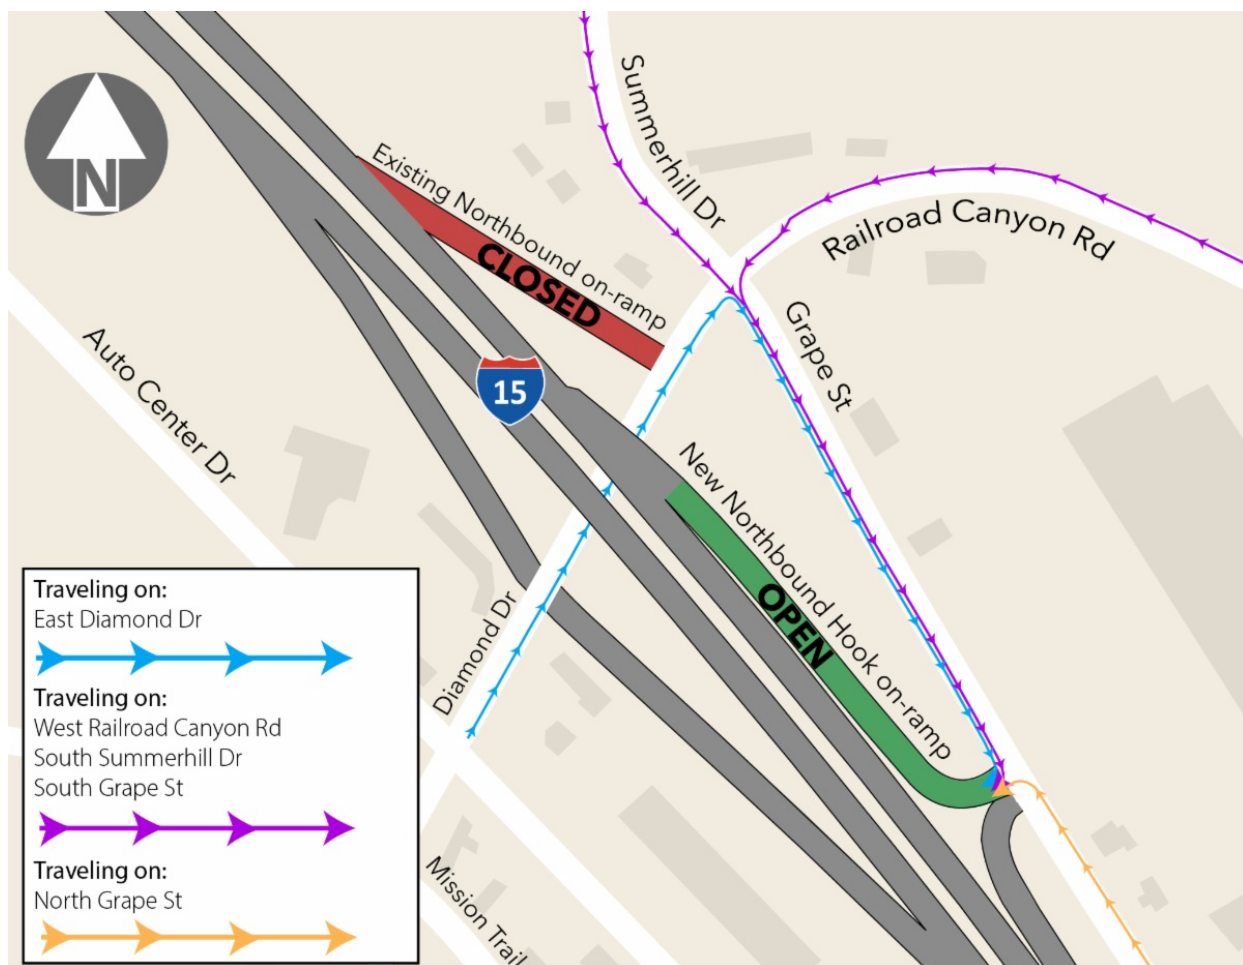 N
Summerhill Dr
Existing Northbound on-ramp
CLOSED
Railroad Canyon Rd
Grape St
Auto Center Dr
15
New Northbound Hook on-ramp
OPEN
Diamond Dr
Mission Trail
Traveling on:
East Diamond Dr
Traveling on:
West Railroad Canyon Rd
South Summerhill Dr
South Grape St
Traveling on:
North Grape St